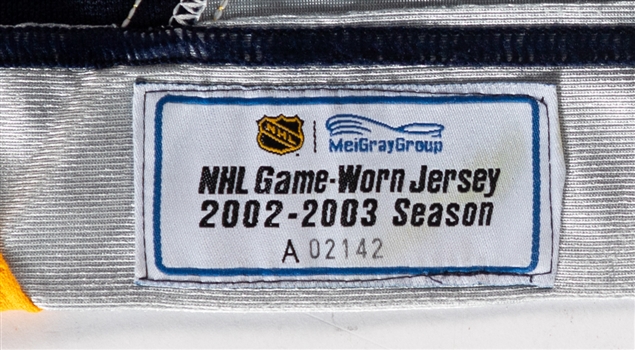 NHL
MeiGrayGroup
NHL Game-Worn Jersey
2002-2003 Season
A 02142